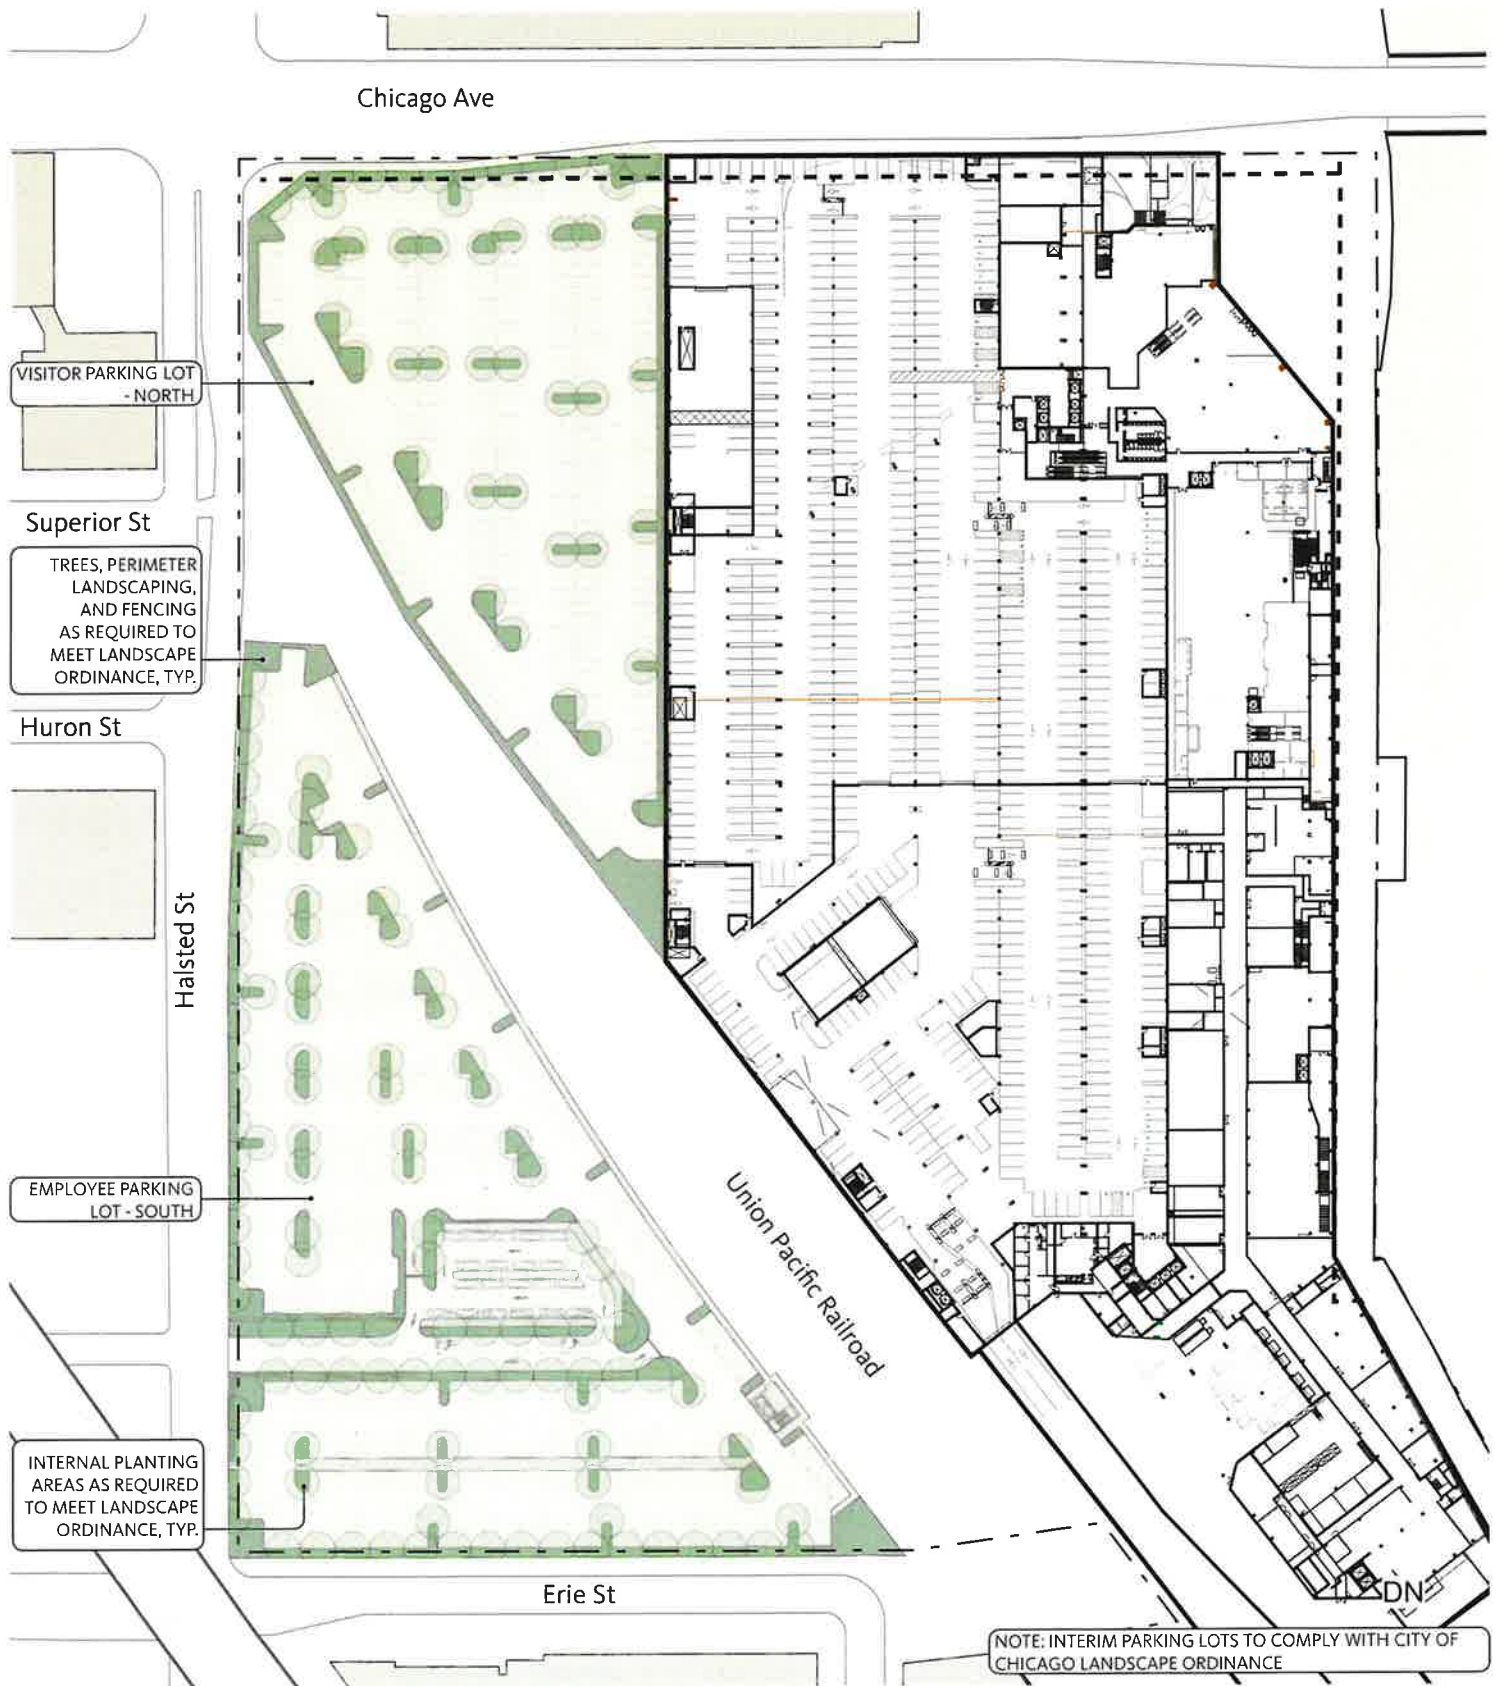 Chicago Ave
VISITOR PARKING LOT
- NORTH
Superior St
TREES, PERIMETER
LANDSCAPING,
AND FENCING
AS REQUIRED TO
MEET LANDSCAPE
ORDINANCE, TYP.
Huron St
Halsted St
EMPLOYEE PARKING
LOT - SOUTH
Union Pacific Railroad
INTERNAL PLANTING
AREAS AS REQUIRED
TO MEET LANDSCAPE
ORDINANCE, TYP.
Erie St
DN
NOTE: INTERIM PARKING LOTS TO COMPLY WITH CITY OF
CHICAGO LANDSCAPE ORDINANCE